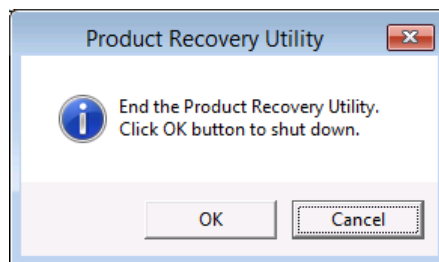 Product Recovery Utility
End the Product Recovery Utility.
Click OK button to shut down.
OK
Cancel